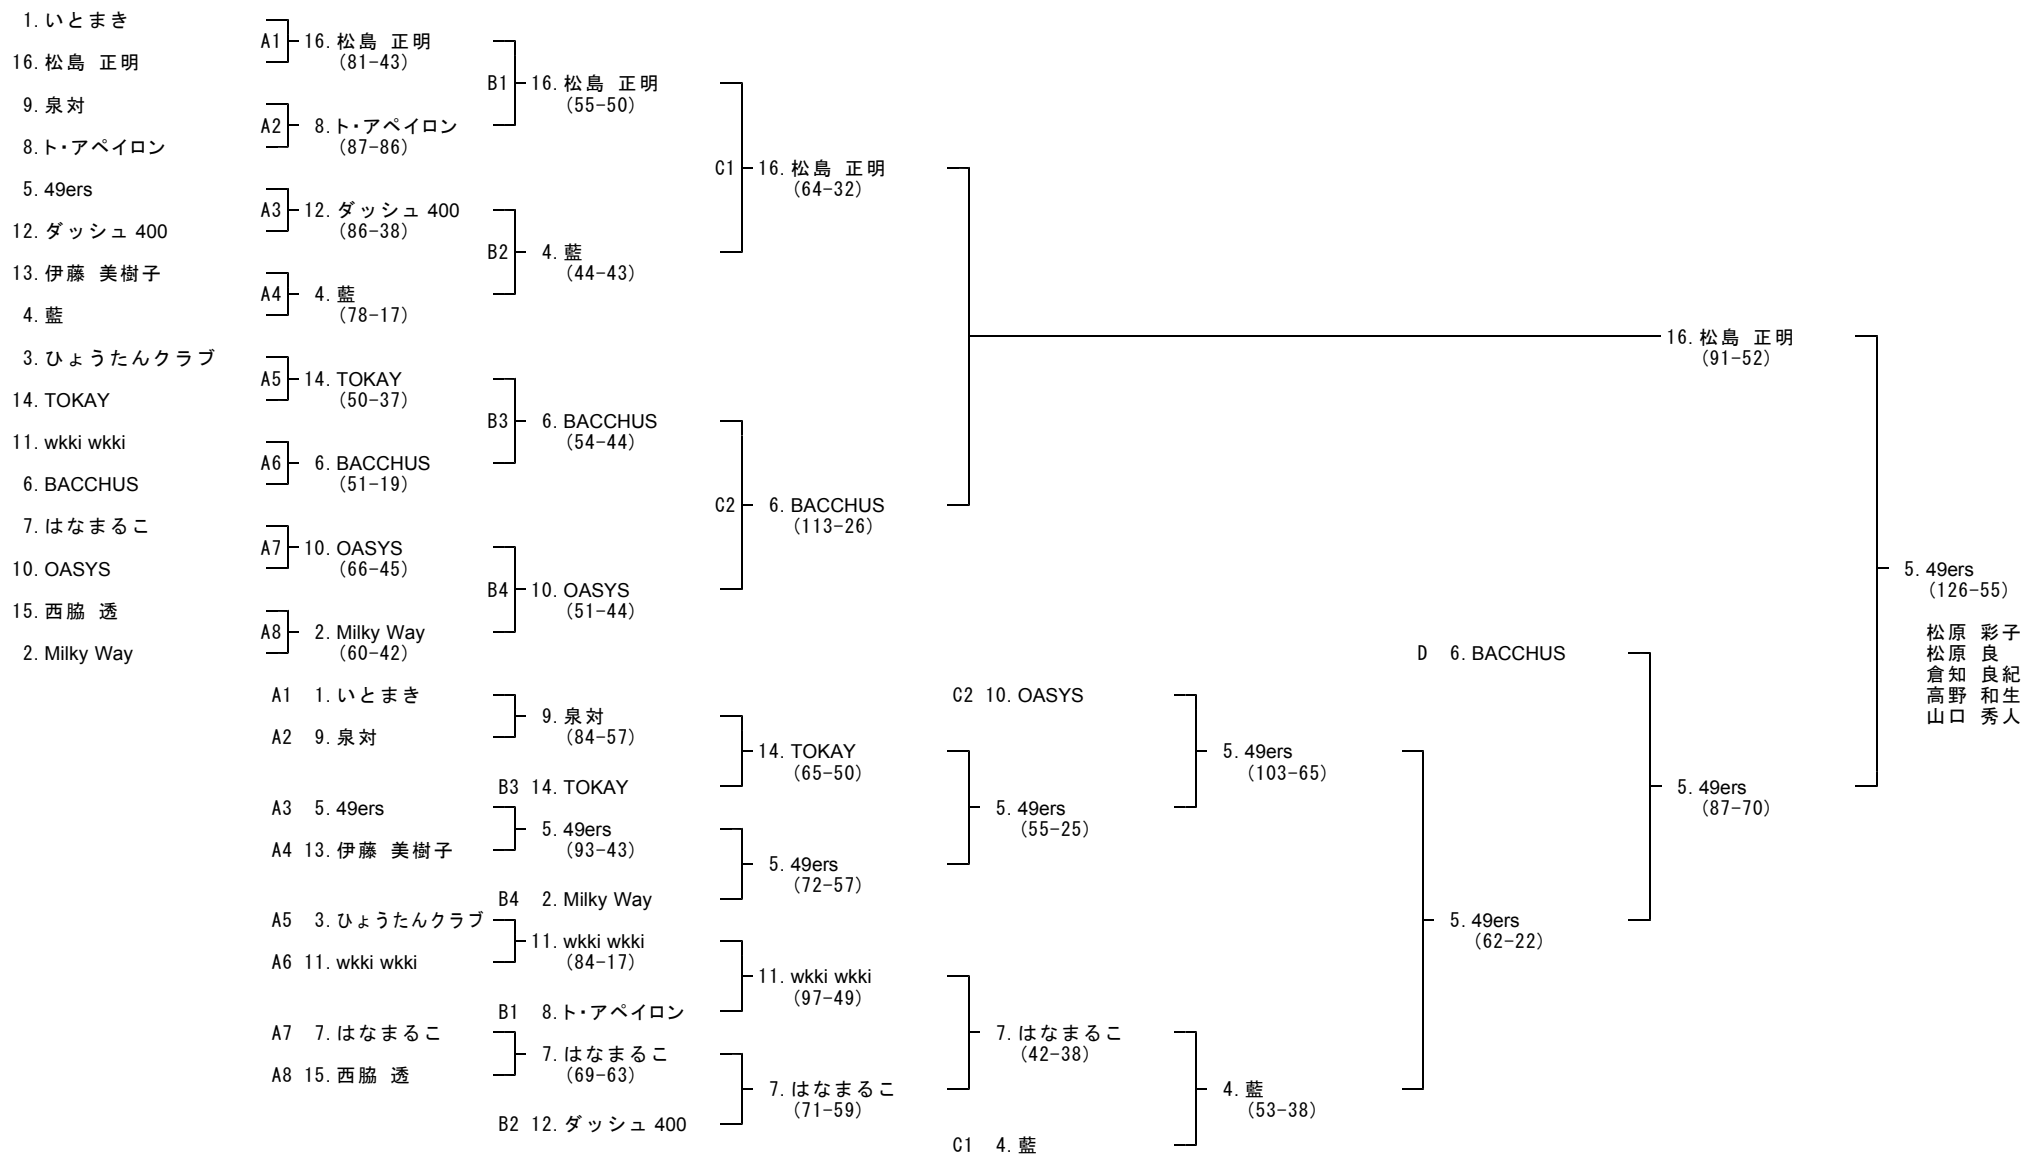 1. いとまき
16. 松島 正明
9. 泉対
8. ト・アペイロン
5. 49ers
12. ダッシュ 400
13. 伊藤 美樹子
4. 藍
3. ひょうたんクラブ
14. TOKAY
11. wkki wkki
6. BACCHUS
7. はなまるこ
10. OASYS
15. 西脇 透
2. Milky Way
A1 16. 松島 正明
(81-43)
A2 8. ト・アペイロン
(87-86)
A3 12. ダッシュ 400
(86-38)
A4 4. 藍
(78-17)
A5 14. TOKAY
(50-37)
A6 6. BACCHUS
(51-19)
A7 10. OASYS
(66-45)
A8 2. Milky Way
(60-42)
B1 16. 松島 正明
(55-50)
B2 4. 藍
(44-43)
B3 6. BACCHUS
(54-44)
B4 10. OASYS
(51-44)
C1 16. 松島 正明
(64-32)
C2 6. BACCHUS
(113-26)
16. 松島 正明
(91-52)
5. 49ers
(126-55)
松原 彩子
松原 良
倉知 良紀
高野 和生
山口 秀人
A1 1. いとまき
A2 9. 泉対
A3 5. 49ers
A4 13. 伊藤 美樹子
A5 3. ひょうたんクラブ
A6 11. wkki wkki
A7 7. はなまるこ
A8 15. 西脇 透
9. 泉対
(84-57)
B3 14. TOKAY
5. 49ers
(93-43)
B4 2. Milky Way
11. wkki wkki
(84-17)
B1 8. ト・アペイロン
7. はなまるこ
(69-63)
B2 12. ダッシュ 400
14. TOKAY
(65-50)
5. 49ers
(72-57)
11. wkki wkki
(97-49)
7. はなまるこ
(71-59)
C2 10. OASYS
5. 49ers
(55-25)
7. はなまるこ
(42-38)
C1 4. 藍
5. 49ers
(103-65)
4. 藍
(53-38)
D 6. BACCHUS
5. 49ers
(62-22)
5. 49ers
(87-70)